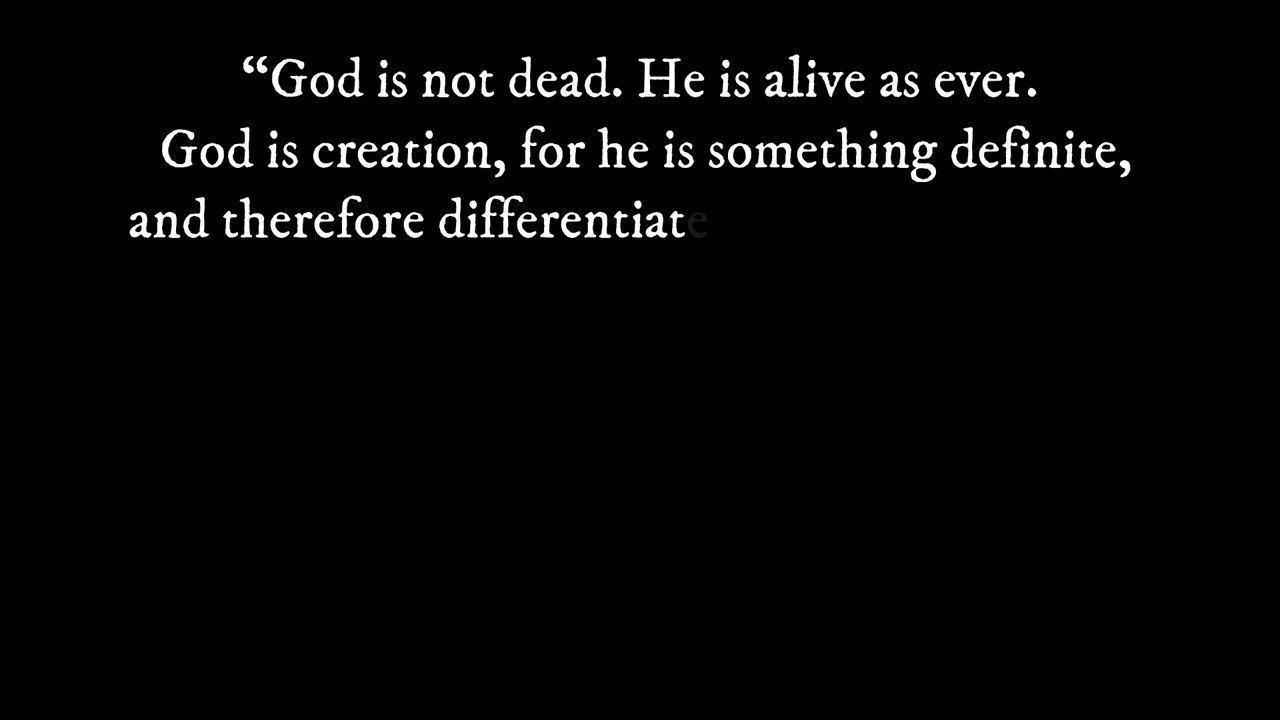 “God is not dead. He is alive as ever.
God is creation, for he is something definite,
and therefore differentiate